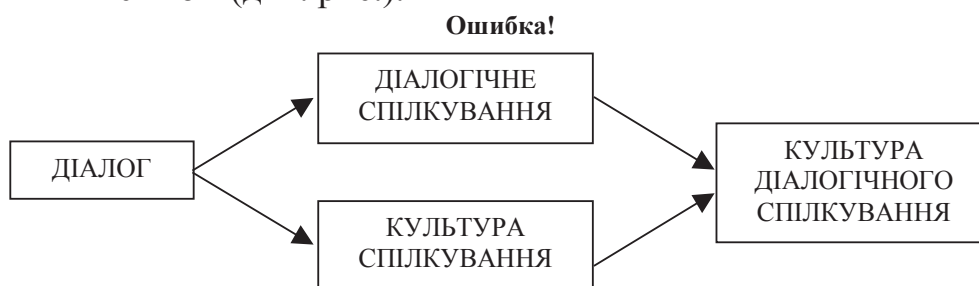 Ошибка!
ДІАЛОГІЧНЕ
СПІЛКУВАННЯ
ДІАЛОГ
КУЛЬТУРА
СПІЛКУВАННЯ
КУЛЬТУРА
ДІАЛОГІЧНОГО
СПІЛКУВАННЯ